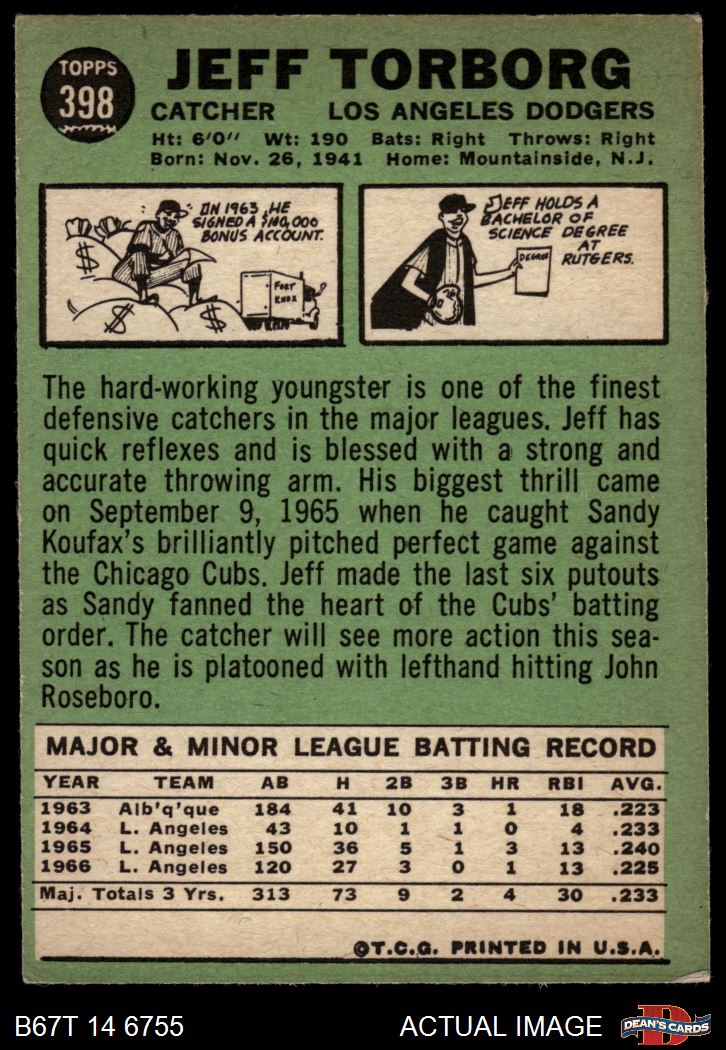 TOPPS
398
JEFF TORBORG
CATCHER LOS ANGELES DODGERS
Ht: 6'0" Wt: 190 Bats: Right Throws: Right
Born: Nov. 26, 1941 Home: Mountainside, N.J.
IN 1963, HE
SIGNED A $100,000
BONUS ACCOUNT.
FORT
KNOX
JEFF HOLDS A
BACHELOR OF
SCIENCE DEGREE
AT
RUTGERS.
DEGREE
The hard-working youngster is one of the finest
defensive catchers in the major leagues. Jeff has
quick reflexes and is blessed with a strong and
accurate throwing arm. His biggest thrill came
on September 9, 1965 when he caught Sandy
Koufax's brilliantly pitched perfect game against
the Chicago Cubs. Jeff made the last six putouts
as Sandy fanned the heart of the Cubs' batting
order. The catcher will see more action this sea-
son as he is platooned with lefthand hitting John
Roseboro.
MAJOR & MINOR LEAGUE BATTING RECORD
YEAR TEAM AB H 2B 3B HR RBI AVG.
1963 Alb'q'que 184 41 10 3 1 18 .223
1964 L. Angeles 43 10 1 1 0 4 .233
1965 L. Angeles 150 36 5 1 3 13 .240
1966 L. Angeles 120 27 3 0 1 13 .225
Maj. Totals 3 Yrs. 313 73 9 2 4 30 .233
©T.C.G. PRINTED IN U.S.A.
B67T 14 6755 ACTUAL IMAGE
D
DEAN'S CARDS